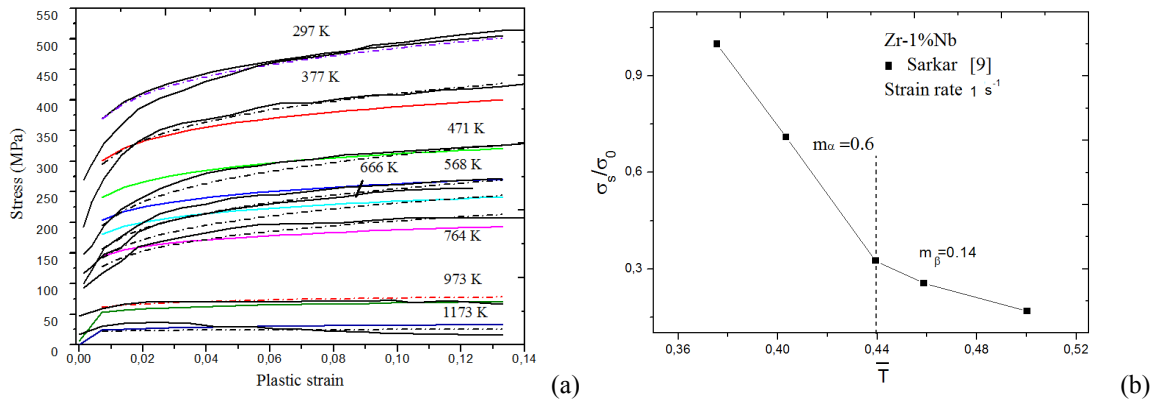 500
450
400
350
300
250
200
150
100
50
0
Stress (MPa)
297 K
377 K
471 K
666 K
568 K
764 K
973 K
1173 K
0,00 0,02 0,04 0,06 0,08 0,10 0,12 0,14
Plastic strain
(a)
0,9
0,6
0,3
σs/σ0
Zr-1%Nb
Sarkar [9]
Strain rate 1 s⁻¹
mα =0.6
mβ=0.14
0,36 0,40 0,44 0,48 0,52
T̅
(b)